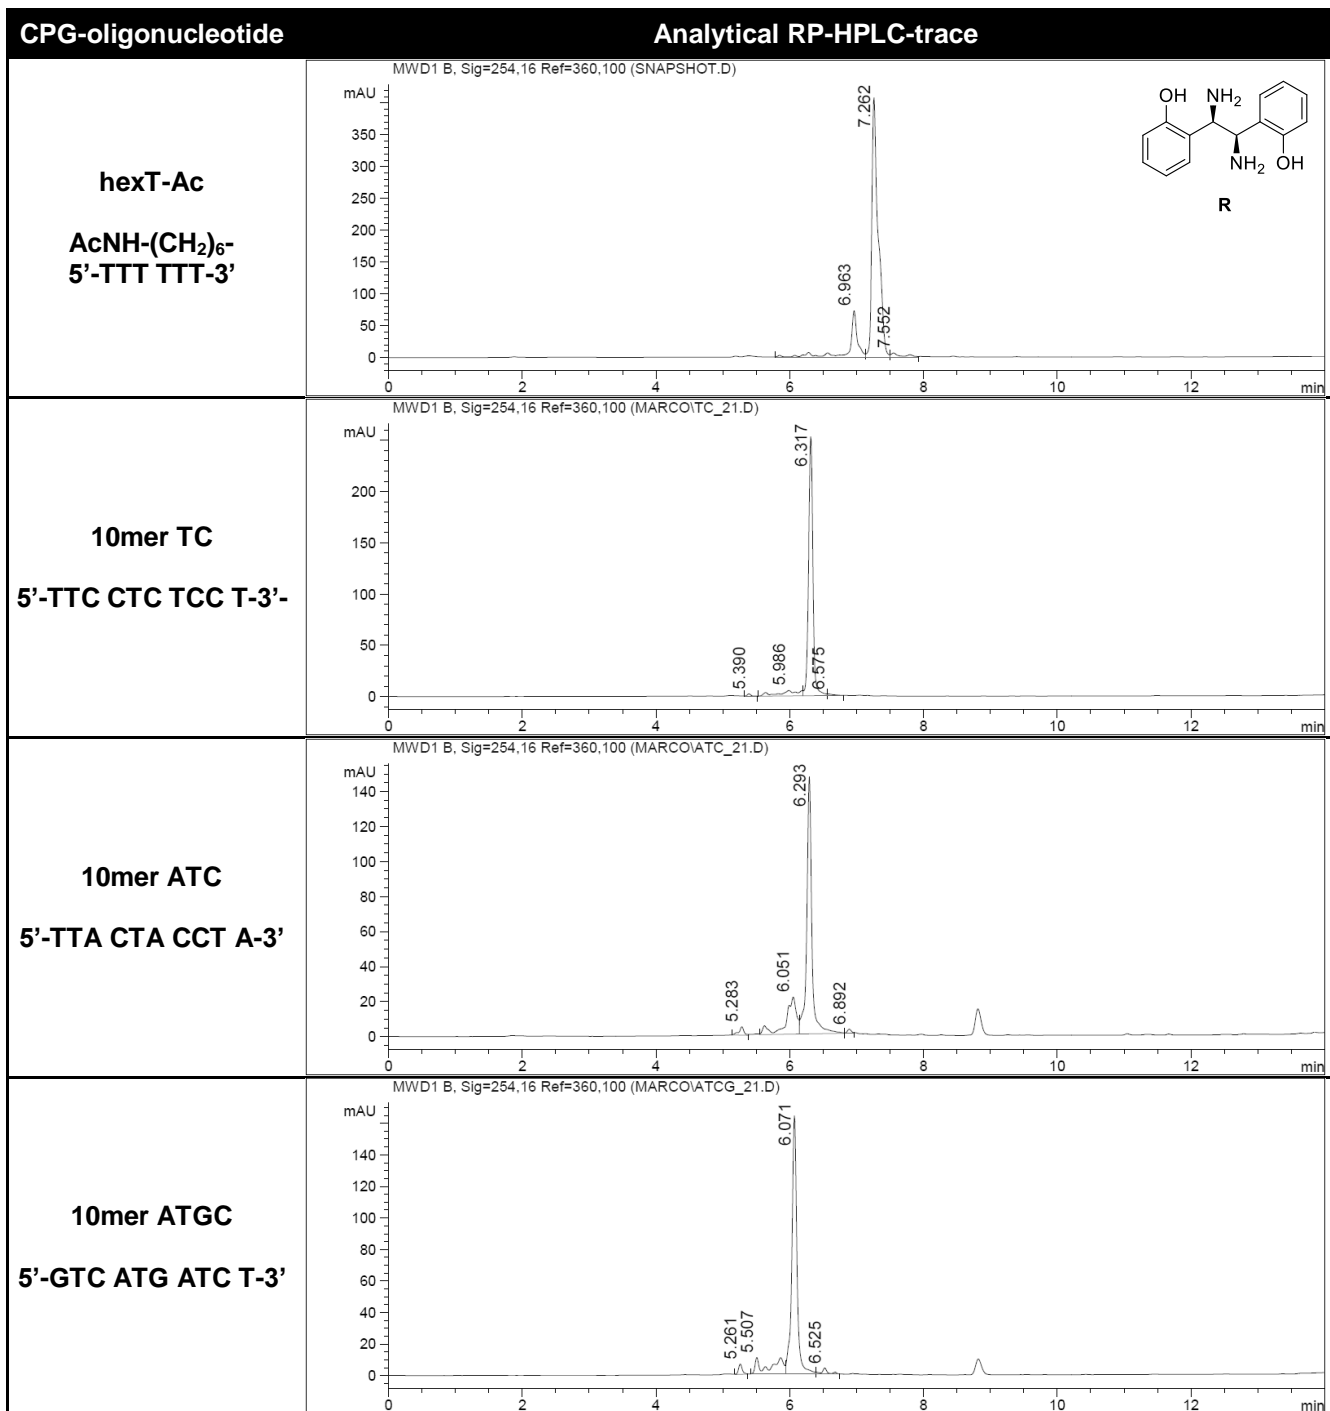 CPG-oligonucleotide Analytical RP-HPLC-trace
hexT-Ac
AcNH-(CH2)6-
5’-TTT TTT-3’
MWD1 B, Sig=254,16 Ref=360,100 (SNAPSHOT.D)
mAU
350
300
250
200
150
100
50
0
6.963
7.262
7.552
0 2 4 6 8 10 12 min
OH NH2
NH2 OH
R
10mer TC
5’-TTC CTC TCC T-3’-
MWD1 B, Sig=254,16 Ref=360,100 (MARCO\TC_21.D)
mAU
200
150
100
50
0
5.390
5.986
6.317
6.575
0 2 4 6 8 10 12 min
10mer ATC
5’-TTA CTA CCT A-3’
MWD1 B, Sig=254,16 Ref=360,100 (MARCO\ATC_21.D)
mAU
140
120
100
80
60
40
20
0
5.283
6.051
6.293
6.892
0 2 4 6 8 10 12 min
10mer ATGC
5’-GTC ATG ATC T-3’
MWD1 B, Sig=254,16 Ref=360,100 (MARCO\ATCG_21.D)
mAU
140
120
100
80
60
40
20
0
5.261
5.507
6.071
6.525
0 2 4 6 8 10 12 min